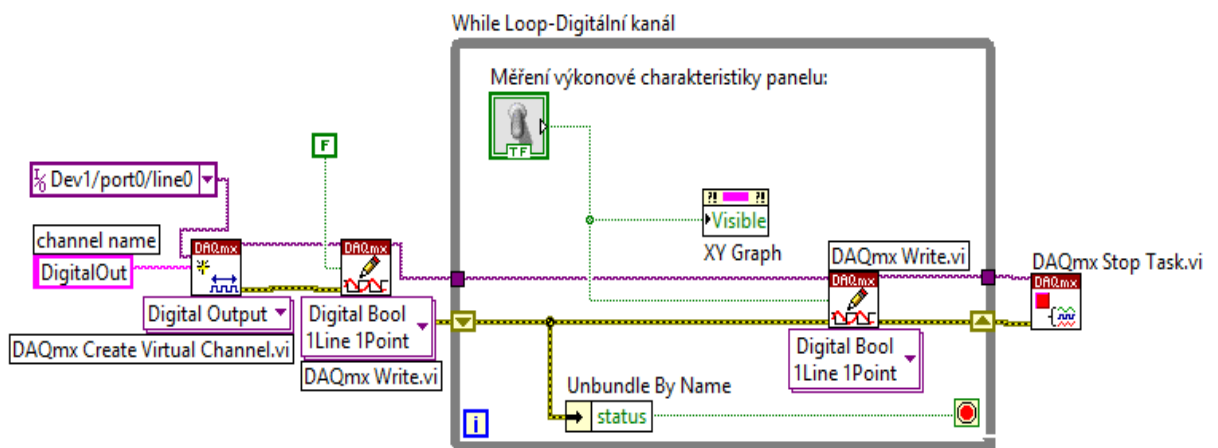 While Loop-Digitální kanál
Měření výkonové charakteristiky panelu:
TF
F
I/O Dev1/port0/line0
channel name
DigitalOut
DAQmx
Digital Output
DAQmx Create Virtual Channel.vi
DAQmx
Digital Bool
1Line 1Point
DAQmx Write.vi
?! ?!
Visible
XY Graph
DAQmx Write.vi
DAQmx
Digital Bool
1Line 1Point
Unbundle By Name
status
i
DAQmx Stop Task.vi
DAQmx